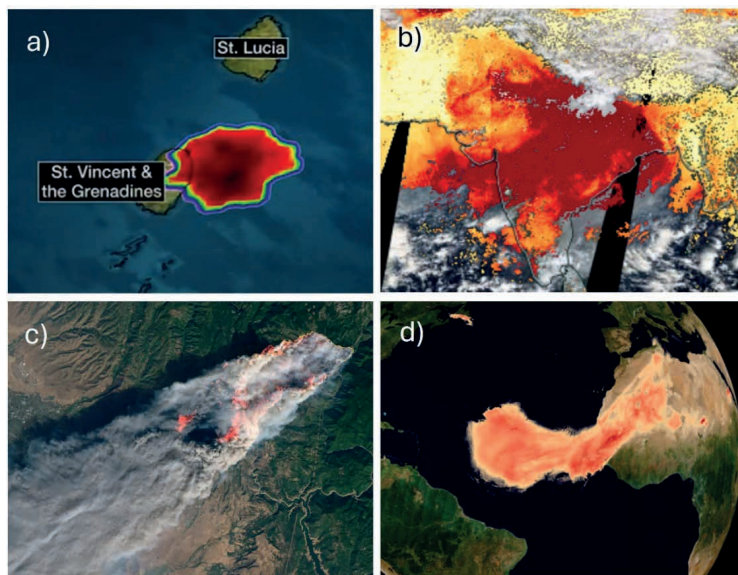 a)
St. Lucia
St. Vincent &
the Grenadines
b)
c)
d)